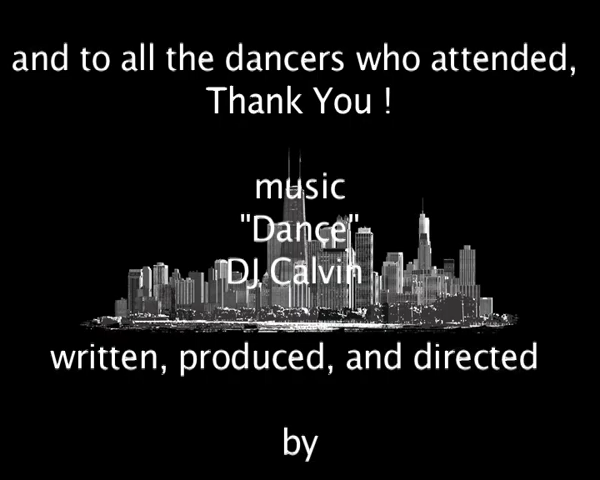 and to all the dancers who attended,
Thank You !
music
"Dance"
DJ Calvin
written, produced, and directed
by